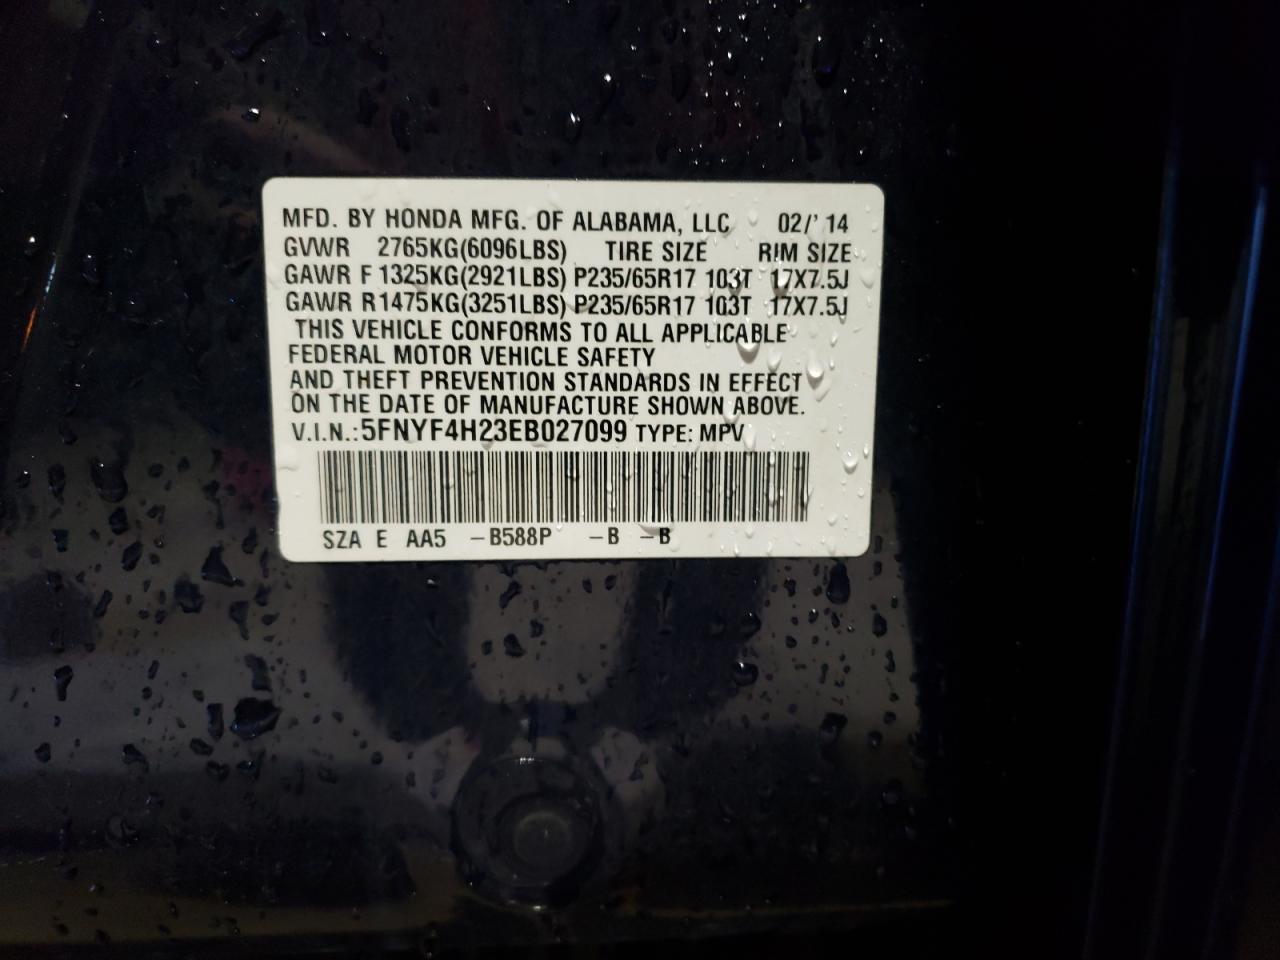 MFD. BY HONDA MFG. OF ALABAMA, LLC 02/' 14
GVWR 2765KG(6096LBS) TIRE SIZE RIM SIZE
GAWR F 1325KG(2921LBS) P235/65R17 103T 17X7.5J
GAWR R1475KG(3251LBS) P235/65R17 103T 17X7.5J
THIS VEHICLE CONFORMS TO ALL APPLICABLE
FEDERAL MOTOR VEHICLE SAFETY
AND THEFT PREVENTION STANDARDS IN EFFECT
ON THE DATE OF MANUFACTURE SHOWN ABOVE.
V.I.N.:5FNYF4H23EB027099 TYPE: MPV
SZA E AA5 –B588P –B –B